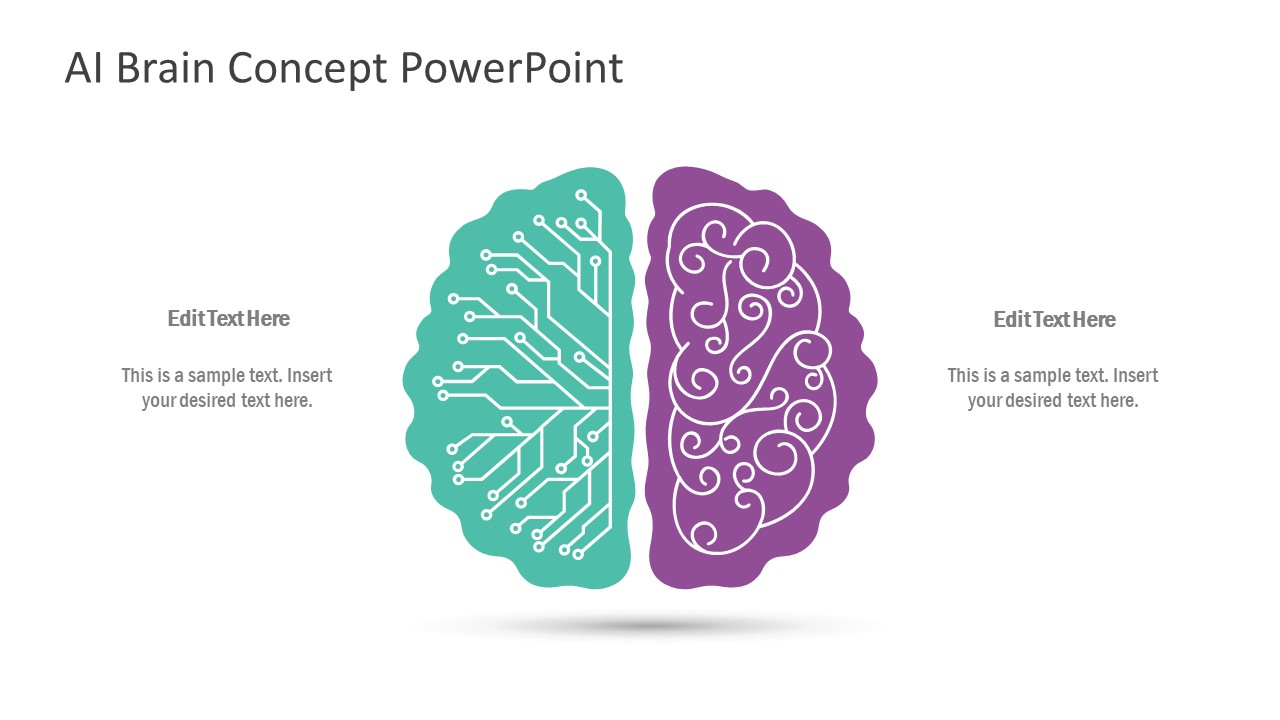 AI Brain Concept PowerPoint
Edit Text Here
This is a sample text. Insert
your desired text here.
Edit Text Here
This is a sample text. Insert
your desired text here.